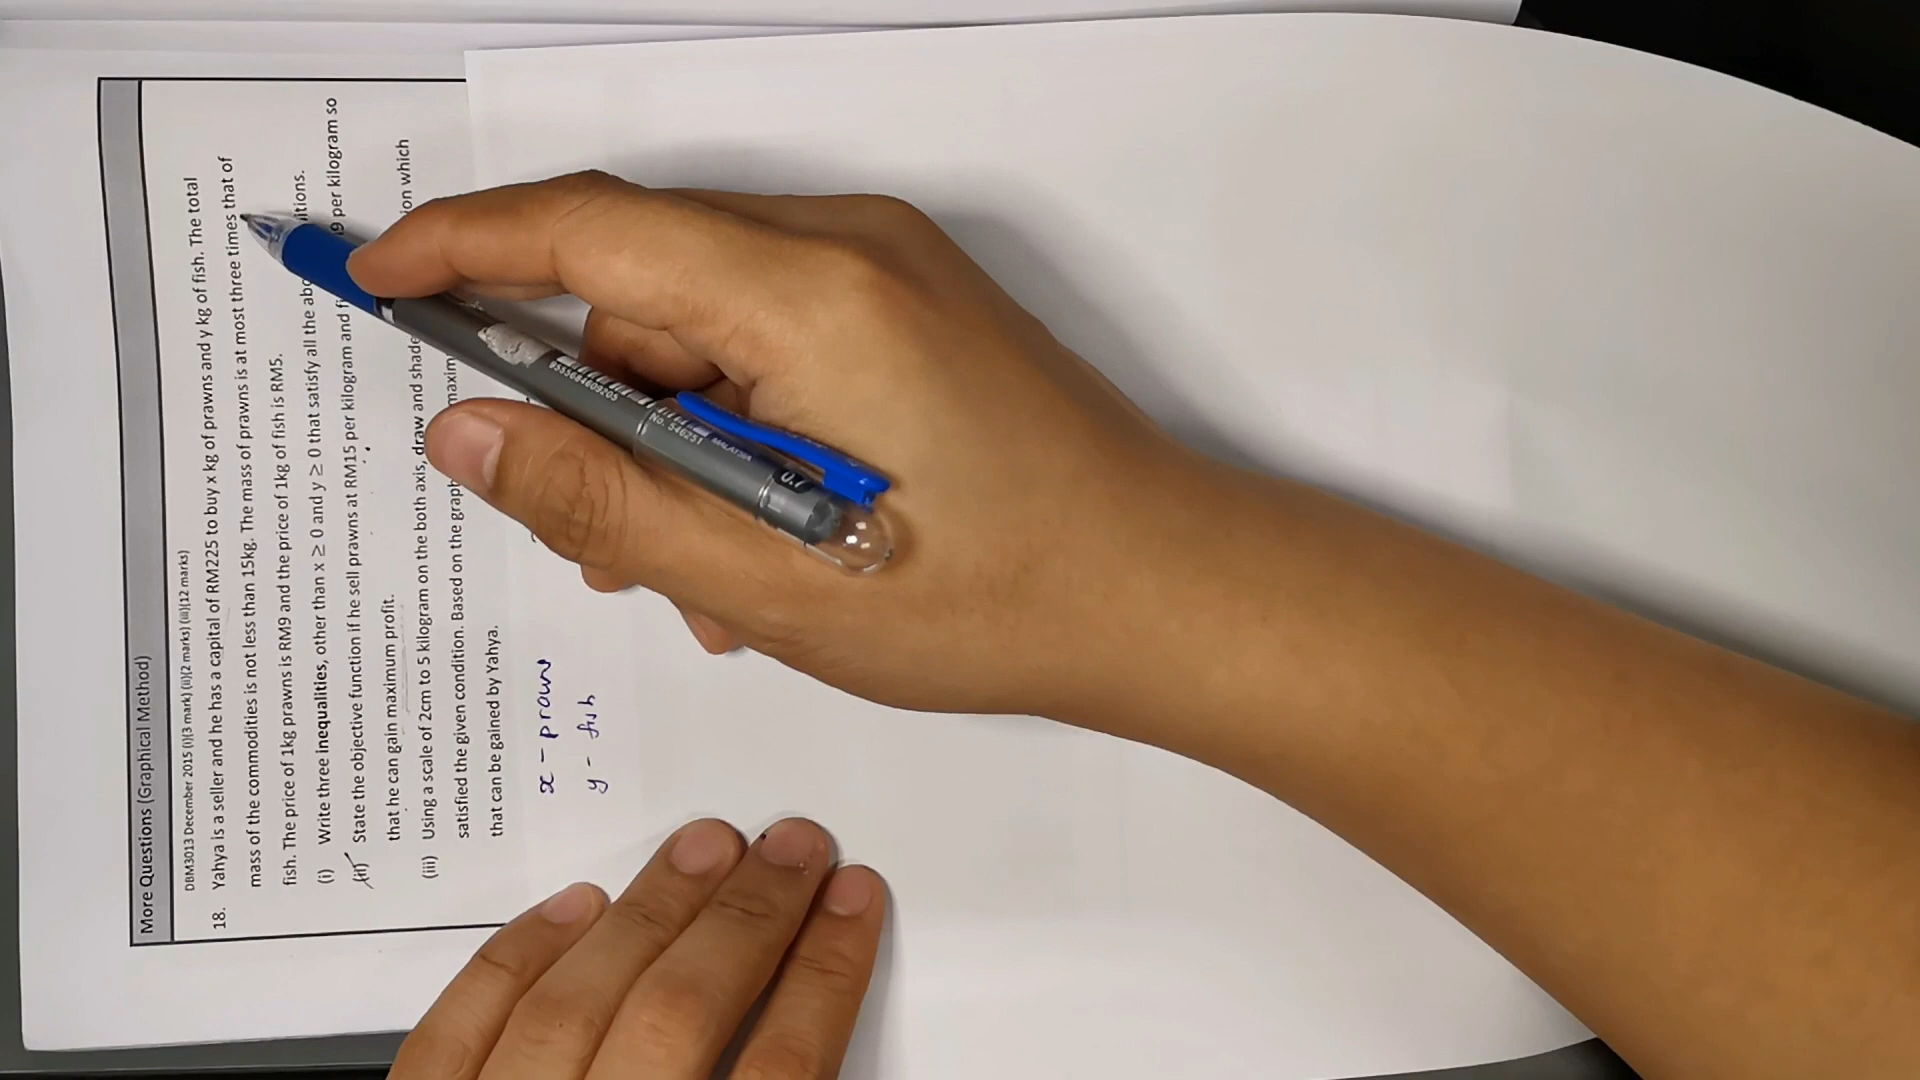 More Questions (Graphical Method)
DBM3013 December 2015 (i)(3 mark) (ii)(2 marks) (iii)(12 marks)
18. Yahya is a seller and he has a capital of RM225 to buy x kg of prawns and y kg of fish. The total
mass of the commodities is not less than 15kg. The mass of prawns is at most three times that of
fish. The price of 1kg prawns is RM9 and the price of 1kg of fish is RM5.
(i) Write three inequalities, other than x ≥ 0 and y ≥ 0 that satisfy all the abo itions.
(ii) State the objective function if he sell prawns at RM15 per kilogram and fi 9 per kilogram so
that he can gain maximum profit.
(iii) Using a scale of 2cm to 5 kilogram on the both axis, draw and shade ion which
satisfied the given condition. Based on the graph maxim
that can be gained by Yahya.
x - prawn
y - fish
9555684609205
No. 546251
MALAYSIA
0.7